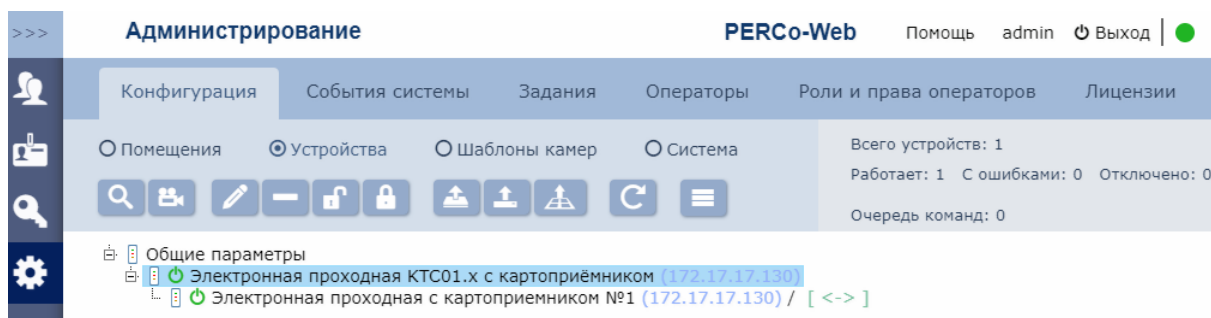 >>> Администрирование PERCo-Web Помощь admin Выход
Конфигурация События системы Задания Операторы Роли и права операторов Лицензии
Помещения Устройства Шаблоны камер Система
Всего устройств: 1
Работает: 1 С ошибками: 0 Отключено: 0
Очередь команд: 0
Общие параметры
Электронная проходная КТС01.x с картоприёмником (172.17.17.130)
Электронная проходная с картоприемником №1 (172.17.17.130) / [ <-> ]